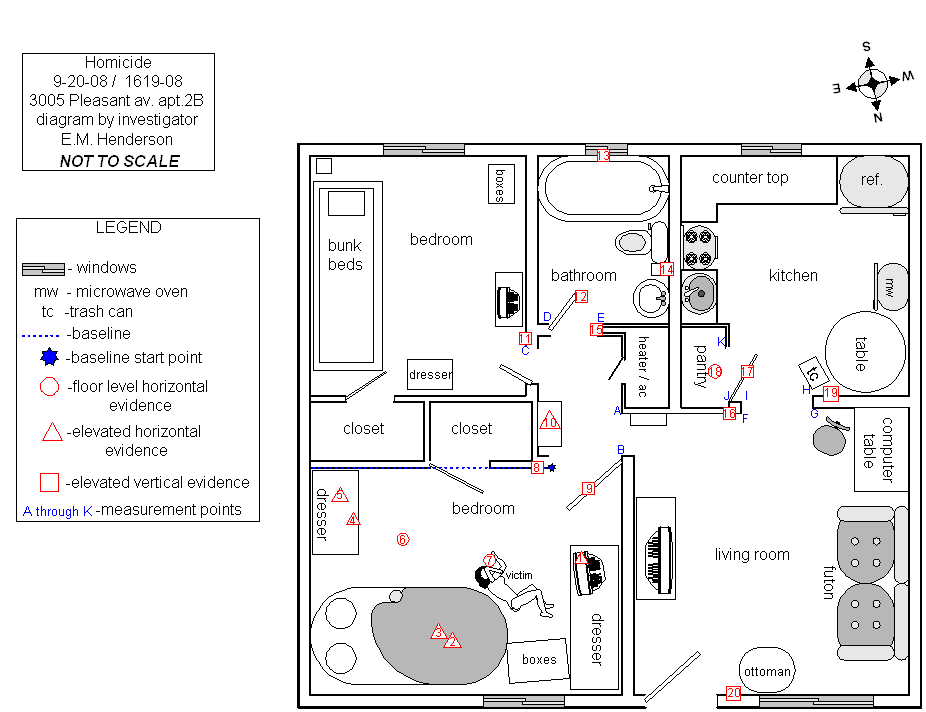 Homicide
9-20-08 / 1619-08
3005 Pleasant av. apt.2B
diagram by investigator
E.M. Henderson
NOT TO SCALE
S
W
E
N
LEGEND
- windows
mw - microwave oven
tc -trash can
-baseline
-baseline start point
-floor level horizontal
evidence
-elevated horizontal
evidence
-elevated vertical evidence
A through K -measurement points
13
boxes
counter top
ref.
bunk
beds
bedroom
bathroom
14
kitchen
mw
12
D
E
15
11
C
K
heater / ac
pantry
18
17
table
tc
dresser
H
19
J
I
A
16
F
G
closet
closet
10
computer
table
B
8
9
dresser
5
4
bedroom
6
7
victim
1
living room
futon
3
2
dresser
boxes
ottoman
20